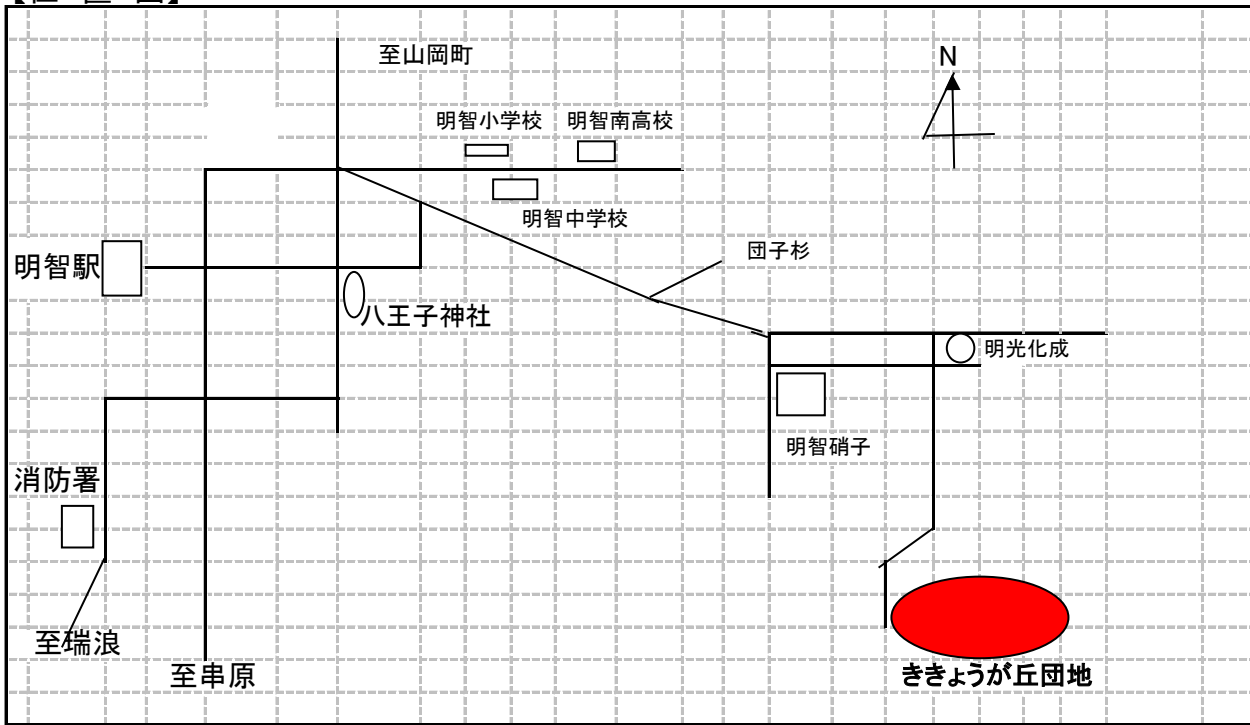 【位 置 図】
至山岡町
N
明智小学校 明智南高校
明智中学校
団子杉
明智駅
八王子神社
明光化成
明智硝子
消防署
至瑞浪
至串原
ききょうが丘団地